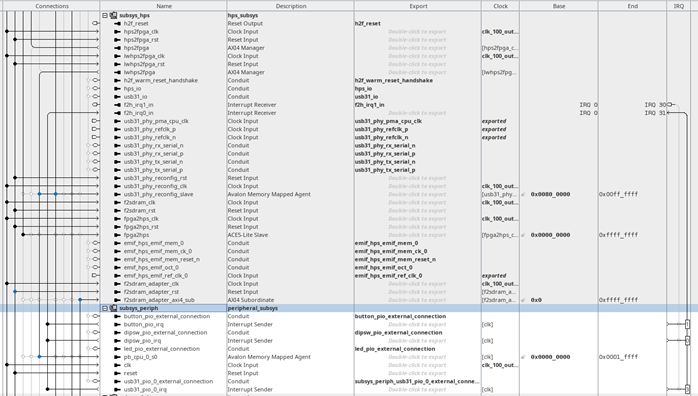 Connections Name Description Export Clock Base End IRQ
subsys_hps hps_subsys
h2f_reset Reset Output h2f_reset
hps2fpga_clk Clock Input Double-click to export clk_100_out...
hps2fpga_rst Reset Input Double-click to export
hps2fpga AXI4 Manager Double-click to export [hps2fpga_c...
lwhps2fpga_clk Clock Input Double-click to export clk_100_out...
lwhps2fpga_rst Reset Input Double-click to export
lwhps2fpga AXI4 Manager Double-click to export [lwhps2fpg...
h2f_warm_reset_handshake Conduit h2f_warm_reset_handshake
hps_io Conduit hps_io
usb31_io Conduit usb31_io
f2h_irq1_in Interrupt Receiver f2h_irq1_in IRQ 0 IRQ 30
f2h_irq0_in Interrupt Receiver Double-click to export IRQ 0 IRQ 31
usb31_phy_pma_cpu_clk Clock Input usb31_phy_pma_cpu_clk exported
usb31_phy_refclk_p Clock Input usb31_phy_refclk_p exported
usb31_phy_refclk_n Clock Input usb31_phy_refclk_n exported
usb31_phy_rx_serial_n Conduit usb31_phy_rx_serial_n
usb31_phy_rx_serial_p Conduit usb31_phy_rx_serial_p
usb31_phy_tx_serial_n Conduit usb31_phy_tx_serial_n
usb31_phy_tx_serial_p Conduit usb31_phy_tx_serial_p
usb31_phy_reconfig_rst Reset Input Double-click to export
usb31_phy_reconfig_clk Clock Input Double-click to export clk_100_out...
usb31_phy_reconfig_slave Avalon Memory Mapped Agent Double-click to export [usb31_phy... 0x0080_0000 0x00ff_ffff
f2sdram_clk Clock Input Double-click to export clk_100_out...
f2sdram_rst Reset Input Double-click to export
fpga2hps_clk Clock Input Double-click to export clk_100_out...
fpga2hps_rst Reset Input Double-click to export
fpga2hps ACE5-Lite Slave Double-click to export [fpga2hps_c... 0x0000_0000 0xffff_ffff
emif_hps_emif_mem_0 Conduit emif_hps_emif_mem_0
emif_hps_emif_mem_ck_0 Conduit emif_hps_emif_mem_ck_0
emif_hps_emif_mem_reset_n Conduit emif_hps_emif_mem_reset_n
emif_hps_emif_oct_0 Conduit emif_hps_emif_oct_0
emif_hps_emif_ref_clk_0 Clock Input emif_hps_emif_ref_clk_0 exported
f2sdram_adapter_clk Clock Input Double-click to export clk_100_out...
f2sdram_adapter_rst Reset Input Double-click to export [f2sdram_a...
f2sdram_adapter_axi4_sub AXI4 Subordinate Double-click to export [f2sdram_a... 0x0 0xffff_ffff
subsys_periph peripheral_subsys
button_pio_external_connection Conduit button_pio_external_connection
button_pio_irq Interrupt Sender Double-click to export [clk]
dipsw_pio_external_connection Conduit dipsw_pio_external_connection
dipsw_pio_irq Interrupt Sender Double-click to export [clk]
led_pio_external_connection Conduit led_pio_external_connection
pb_cpu_0_s0 Avalon Memory Mapped Agent Double-click to export [clk] 0x0000_0000 0x0001_ffff
clk Clock Input Double-click to export clk_100_out...
reset Reset Input Double-click to export
usb31_pio_0_external_connection Conduit subsys_periph_usb31_pio_0_external_conne...
usb31_pio_0_irq Interrupt Sender Double-click to export [clk]